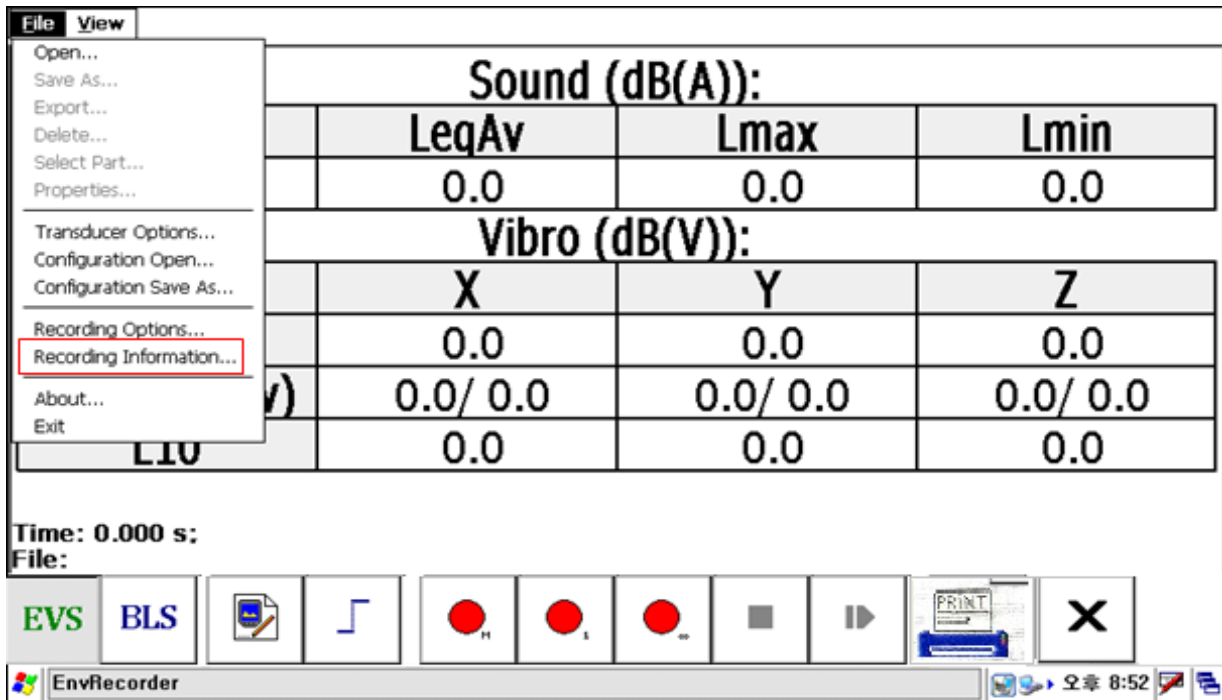 File View
Open...
Save As...
Export...
Delete...
Select Part...
Properties...
Transducer Options...
Configuration Open...
Configuration Save As...
Recording Options...
Recording Information...
About...
Exit
Sound (dB(A)):
LeqAv Lmax Lmin
0.0 0.0 0.0
Vibro (dB(V)):
X Y Z
0.0 0.0 0.0
v) 0.0/ 0.0 0.0/ 0.0 0.0/ 0.0
L10 0.0 0.0 0.0
Time: 0.000 s;
File:
EVS BLS M 1 ∞ PRINT X
EnvRecorder 오후 8:52